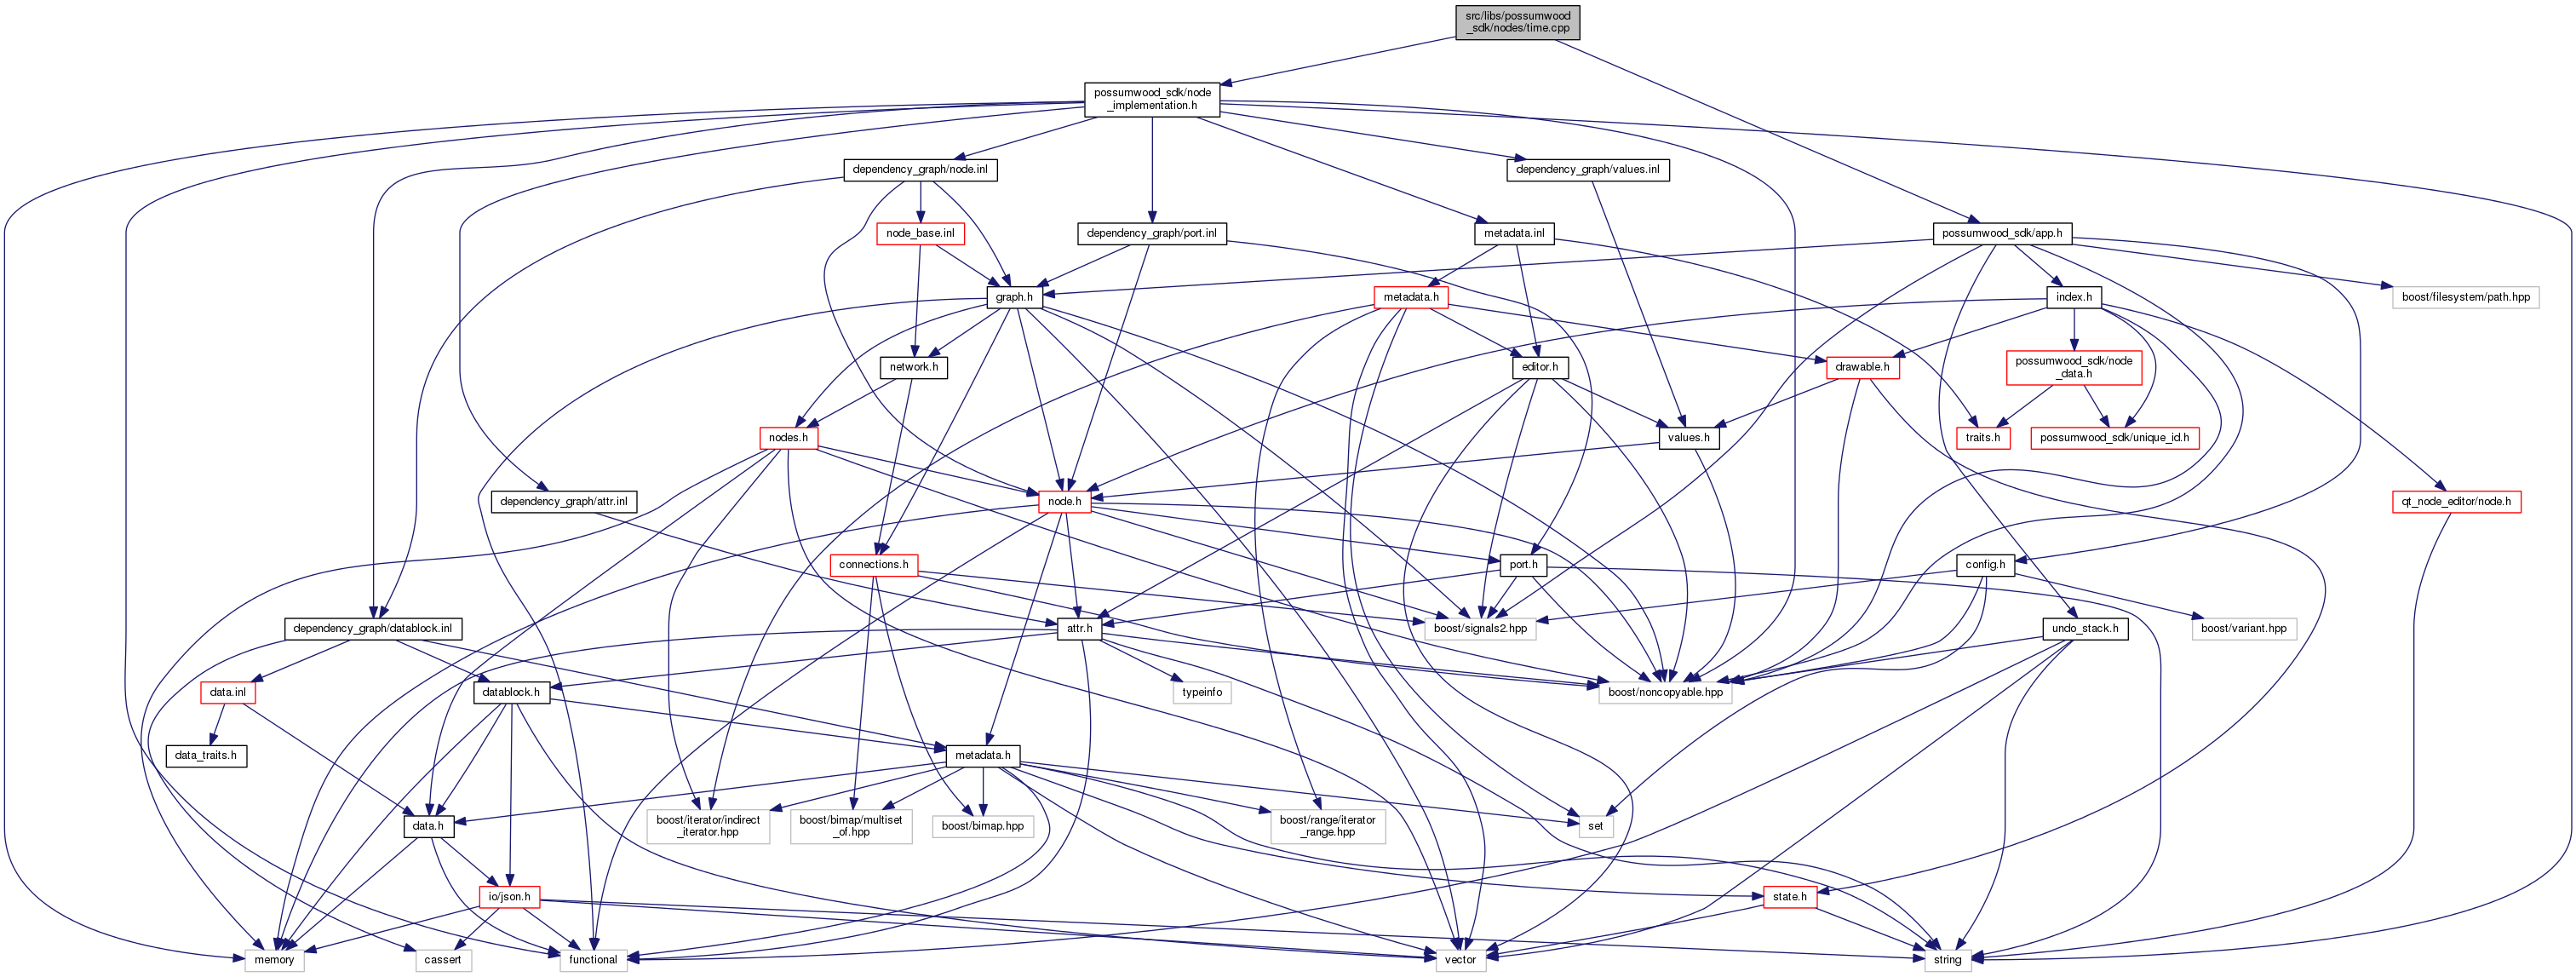 src/libs/possumwood
_sdk/nodes/time.cpp
possumwood_sdk/node
_implementation.h
dependency_graph/node.inl
dependency_graph/values.inl
node_base.inl
dependency_graph/port.inl
metadata.inl
possumwood_sdk/app.h
graph.h
metadata.h
index.h
boost/filesystem/path.hpp
network.h
editor.h
drawable.h
possumwood_sdk/node
_data.h
nodes.h
values.h
traits.h
possumwood_sdk/unique_id.h
dependency_graph/attr.inl
node.h
qt_node_editor/node.h
connections.h
port.h
config.h
dependency_graph/datablock.inl
attr.h
boost/signals2.hpp
undo_stack.h
boost/variant.hpp
data.inl
datablock.h
typeinfo
boost/noncopyable.hpp
data_traits.h
metadata.h
data.h
boost/iterator/indirect
_iterator.hpp
boost/bimap/multiset
_of.hpp
boost/bimap.hpp
boost/range/iterator
_range.hpp
set
io/json.h
state.h
memory
cassert
functional
vector
string